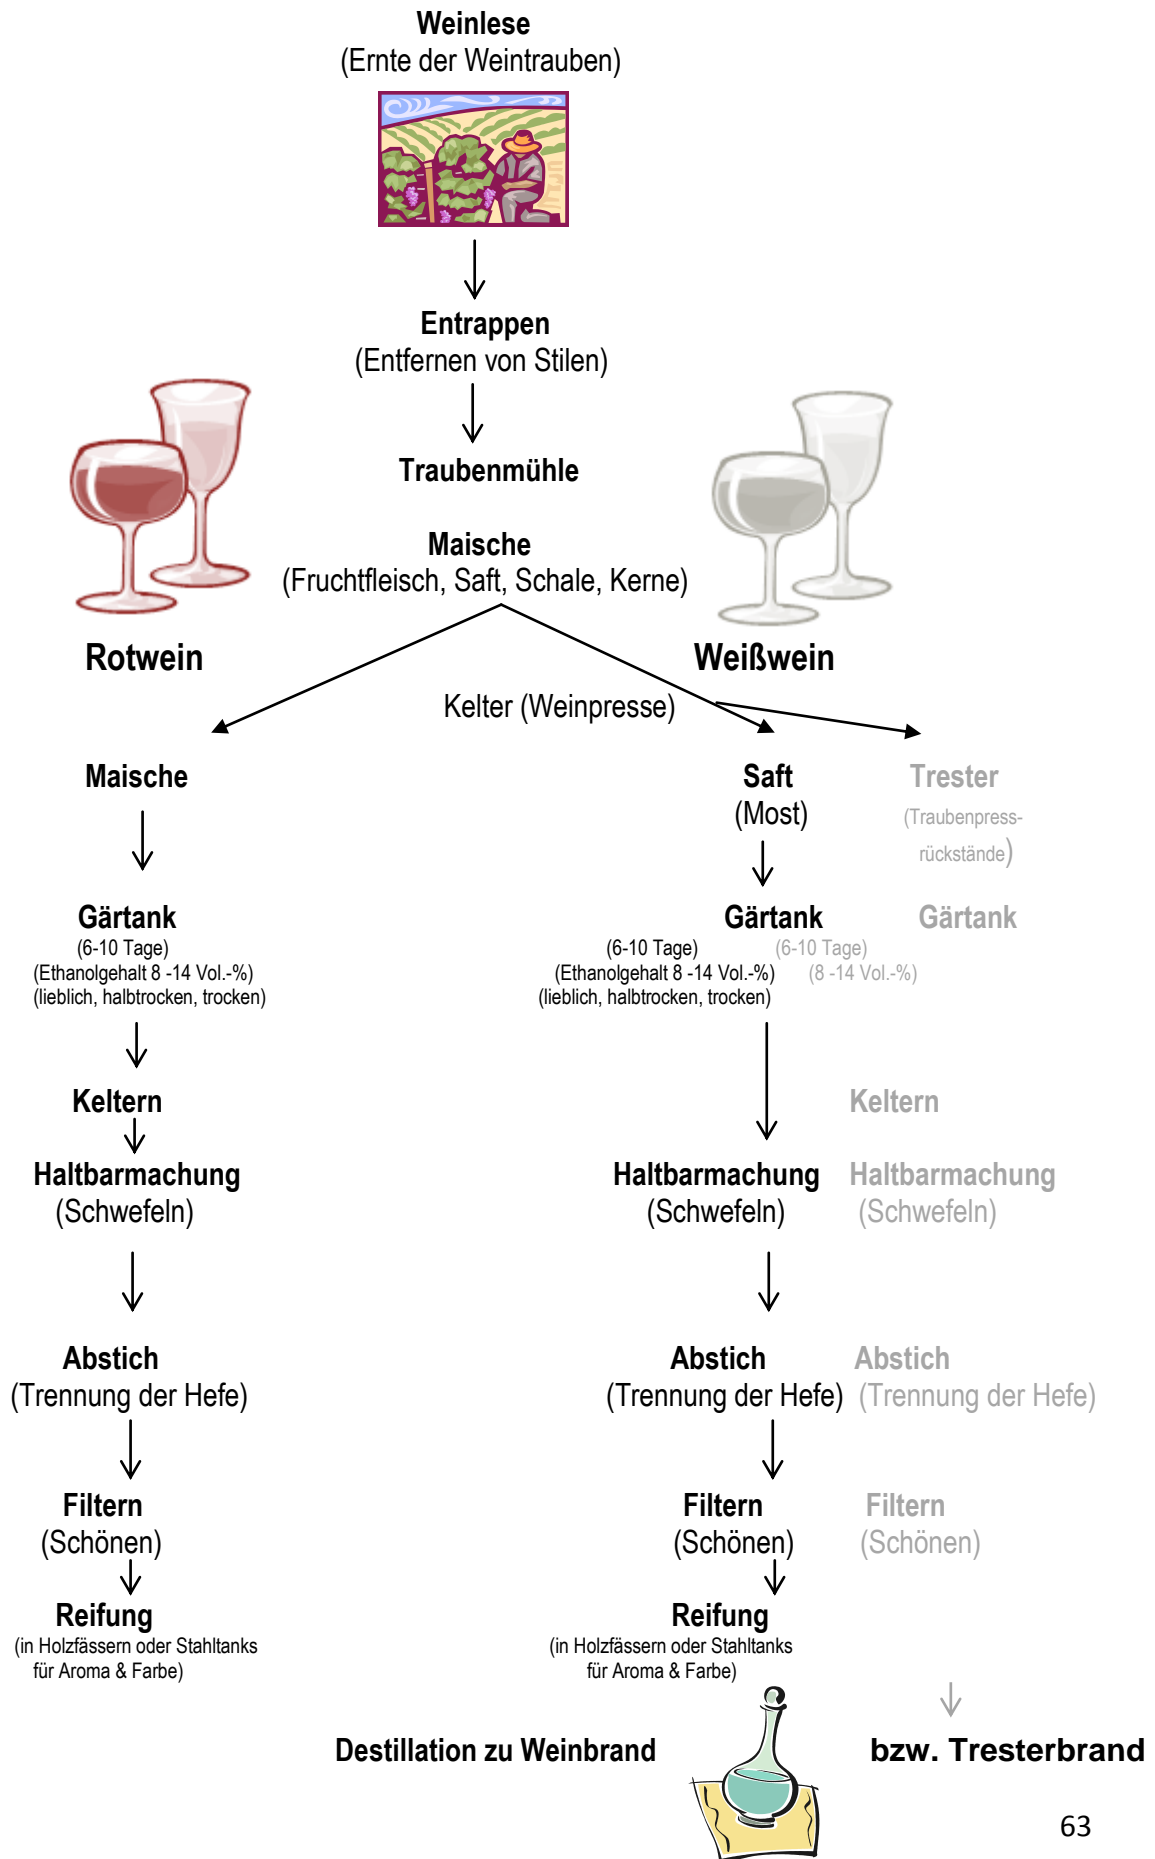 Weinlese
(Ernte der Weintrauben)
Entrappen
(Entfernen von Stilen)
Traubenmühle
Maische
(Fruchtfleisch, Saft, Schale, Kerne)
Rotwein
Weißwein
Kelter (Weinpresse)
Maische
Saft
Trester
(Most)
(Traubenpress-
rückstände)
Gärtank
Gärtank
Gärtank
(6-10 Tage)
(6-10 Tage)
(6-10 Tage)
(Ethanolgehalt 8 -14 Vol.-%)
(Ethanolgehalt 8 -14 Vol.-%)
(8 -14 Vol.-%)
(lieblich, halbtrocken, trocken)
(lieblich, halbtrocken, trocken)
Keltern
Keltern
Haltbarmachung
Haltbarmachung
Haltbarmachung
(Schwefeln)
(Schwefeln)
(Schwefeln)
Abstich
Abstich
Abstich
(Trennung der Hefe)
(Trennung der Hefe)
(Trennung der Hefe)
Filtern
Filtern
Filtern
(Schönen)
(Schönen)
(Schönen)
Reifung
Reifung
(in Holzfässern oder Stahltanks
(in Holzfässern oder Stahltanks
für Aroma & Farbe)
für Aroma & Farbe)
Destillation zu Weinbrand
bzw. Tresterbrand
63